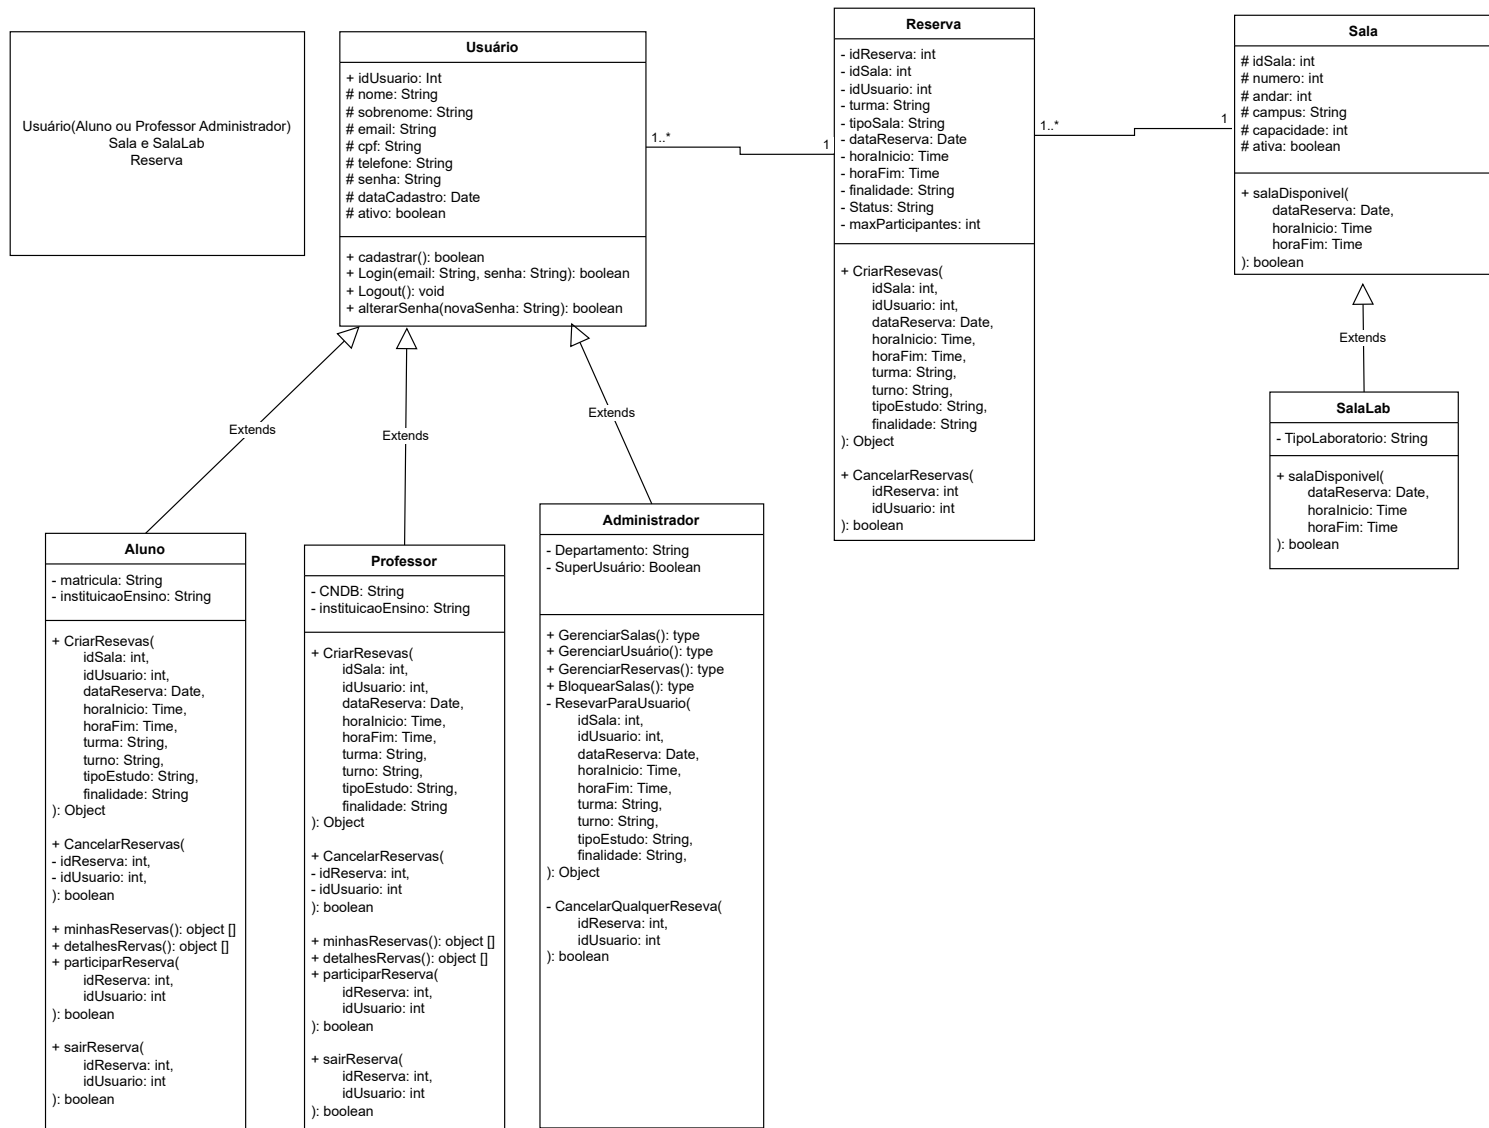 Usuário(Aluno ou Professor Administrador)
Sala e SalaLab
Reserva
Usuário
+ idUsuario: Int
# nome: String
# sobrenome: String
# email: String
# cpf: String
# telefone: String
# senha: String
# dataCadastro: Date
# ativo: boolean
+ cadastrar(): boolean
+ Login(email: String, senha: String): boolean
+ Logout(): void
+ alterarSenha(novaSenha: String): boolean
1..*
1
Reserva
- idReserva: int
- idSala: int
- idUsuario: int
- turma: String
- tipoSala: String
- dataReserva: Date
- horaInicio: Time
- horaFim: Time
- finalidade: String
- Status: String
- maxParticipantes: int
+ CriarResevas(
idSala: int,
idUsuario: int,
dataReserva: Date,
horaInicio: Time,
horaFim: Time,
turma: String,
turno: String,
tipoEstudo: String,
finalidade: String
): Object
+ CancelarReservas(
idReserva: int
idUsuario: int
): boolean
1..*
1
Sala
# idSala: int
# numero: int
# andar: int
# campus: String
# capacidade: int
# ativa: boolean
+ salaDisponivel(
dataReserva: Date,
horaInicio: Time
horaFim: Time
): boolean
Extends
SalaLab
- TipoLaboratorio: String
+ salaDisponivel(
dataReserva: Date,
horaInicio: Time
horaFim: Time
): boolean
Extends
Extends
Extends
Aluno
- matricula: String
- instituicaoEnsino: String
+ CriarResevas(
idSala: int,
idUsuario: int,
dataReserva: Date,
horaInicio: Time,
horaFim: Time,
turma: String,
turno: String,
tipoEstudo: String,
finalidade: String
): Object
+ CancelarReservas(
- idReserva: int,
- idUsuario: int,
): boolean
+ minhasReservas(): object []
+ detalhesRervas(): object []
+ participarReserva(
idReserva: int,
idUsuario: int
): boolean
+ sairReserva(
idReserva: int,
idUsuario: int
): boolean
Professor
- CNDB: String
- instituicaoEnsino: String
+ CriarResevas(
idSala: int,
idUsuario: int,
dataReserva: Date,
horaInicio: Time,
horaFim: Time,
turma: String,
turno: String,
tipoEstudo: String,
finalidade: String
): Object
+ CancelarReservas(
- idReserva: int,
- idUsuario: int
): boolean
+ minhasReservas(): object []
+ detalhesRervas(): object []
+ participarReserva(
idReserva: int,
idUsuario: int
): boolean
+ sairReserva(
idReserva: int,
idUsuario: int
): boolean
Administrador
- Departamento: String
- SuperUsuário: Boolean
+ GerenciarSalas(): type
+ GerenciarUsuário(): type
+ GerenciarReservas(): type
+ BloquearSalas(): type
- ResevarParaUsuario(
idSala: int,
idUsuario: int,
dataReserva: Date,
horaInicio: Time,
horaFim: Time,
turma: String,
turno: String,
tipoEstudo: String,
finalidade: String,
): Object
- CancelarQualquerReseva(
idReserva: int,
idUsuario: int
): boolean